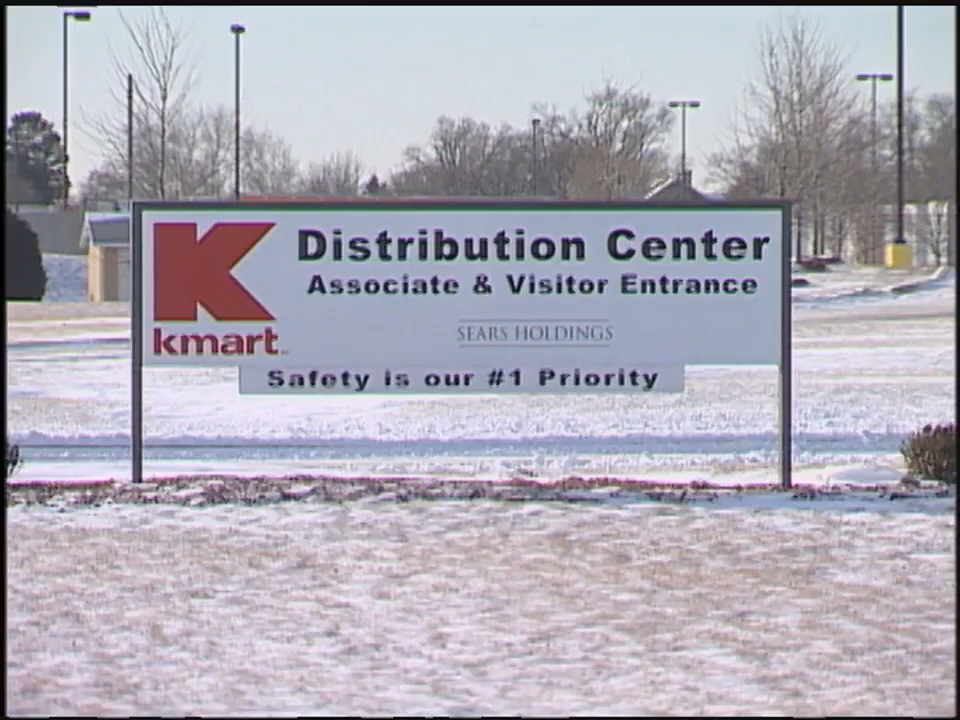 K
kmart
Distribution Center
Associate & Visitor Entrance
SEARS HOLDINGS
Safety is our #1 Priority